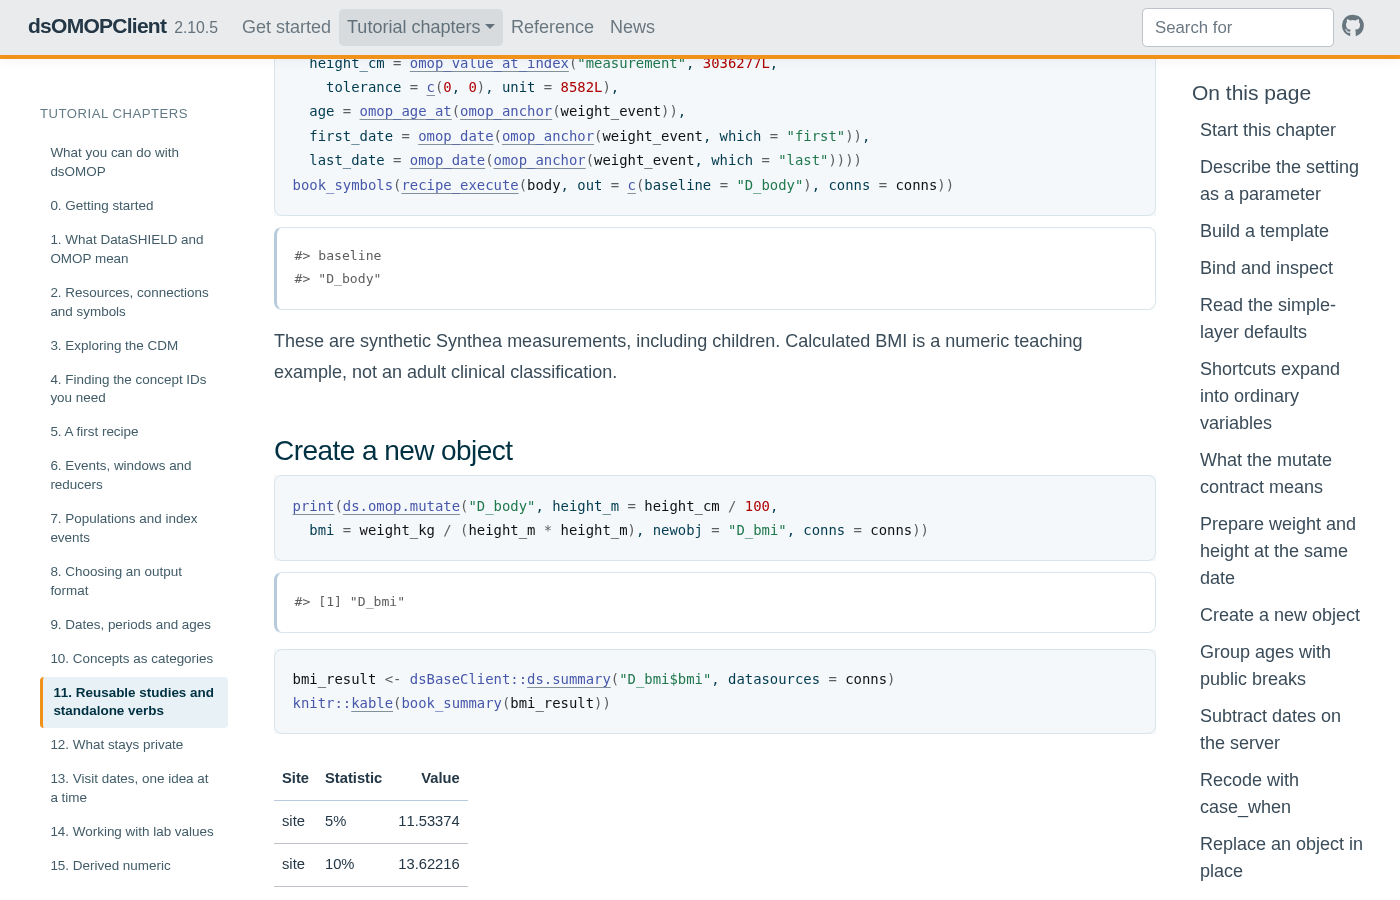 dsOMOPClient 2.10.5 Get started Tutorial chapters Reference News Search for
TUTORIAL CHAPTERS
What you can do with
dsOMOP
0. Getting started
1. What DataSHIELD and
OMOP mean
2. Resources, connections
and symbols
3. Exploring the CDM
4. Finding the concept IDs
you need
5. A first recipe
6. Events, windows and
reducers
7. Populations and index
events
8. Choosing an output
format
9. Dates, periods and ages
10. Concepts as categories
11. Reusable studies and
standalone verbs
12. What stays private
13. Visit dates, one idea at
a time
14. Working with lab values
15. Derived numeric
height_cm = omop_value_at_index("measurement", 3036277L,
tolerance = c(0, 0), unit = 8582L),
age = omop_age_at(omop_anchor(weight_event)),
first_date = omop_date(omop_anchor(weight_event, which = "first")),
last_date = omop_date(omop_anchor(weight_event, which = "last"))))
book_symbols(recipe_execute(body, out = c(baseline = "D_body"), conns = conns))
#> baseline
#> "D_body"
These are synthetic Synthea measurements, including children. Calculated BMI is a numeric teaching
example, not an adult clinical classification.
Create a new object
print(ds.omop.mutate("D_body", height_m = height_cm / 100,
bmi = weight_kg / (height_m * height_m), newobj = "D_bmi", conns = conns))
#> [1] "D_bmi"
bmi_result <- dsBaseClient::ds.summary("D_bmi$bmi", datasources = conns)
knitr::kable(book_summary(bmi_result))
Site Statistic Value
site 5% 11.53374
site 10% 13.62216
On this page
Start this chapter
Describe the setting
as a parameter
Build a template
Bind and inspect
Read the simple-
layer defaults
Shortcuts expand
into ordinary
variables
What the mutate
contract means
Prepare weight and
height at the same
date
Create a new object
Group ages with
public breaks
Subtract dates on
the server
Recode with
case_when
Replace an object in
place